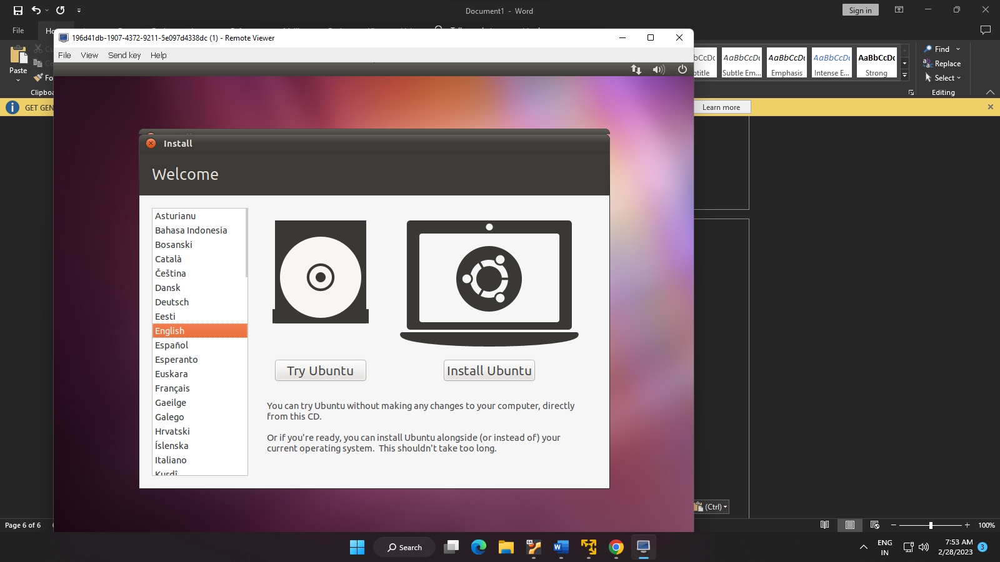 Document1 - Word
Sign in
File
196d41db-1907-4372-9211-5e097d4338dc (1) - Remote Viewer
File View Send key Help
Paste
Clipboa
Fo
AaBbCcDc AaBbCcDc AaBbCcDc AaBbCcDc
Subtle Em... Emphasis Intense E... Strong
Find
Replace
Select
Editing
GET GEN
Learn more
Install
Welcome
Asturianu
Bahasa Indonesia
Bosanski
Català
Čeština
Dansk
Deutsch
Eesti
English
Español
Esperanto
Euskara
Français
Gaeilge
Galego
Hrvatski
Íslenska
Italiano
Kurdî
Try Ubuntu
Install Ubuntu
You can try Ubuntu without making any changes to your computer, directly
from this CD.
Or if you're ready, you can install Ubuntu alongside (or instead of) your
current operating system. This shouldn't take too long.
(Ctrl)
Page 6 of 6
100%
Search
ENG
IN
7:53 AM
2/28/2023
3